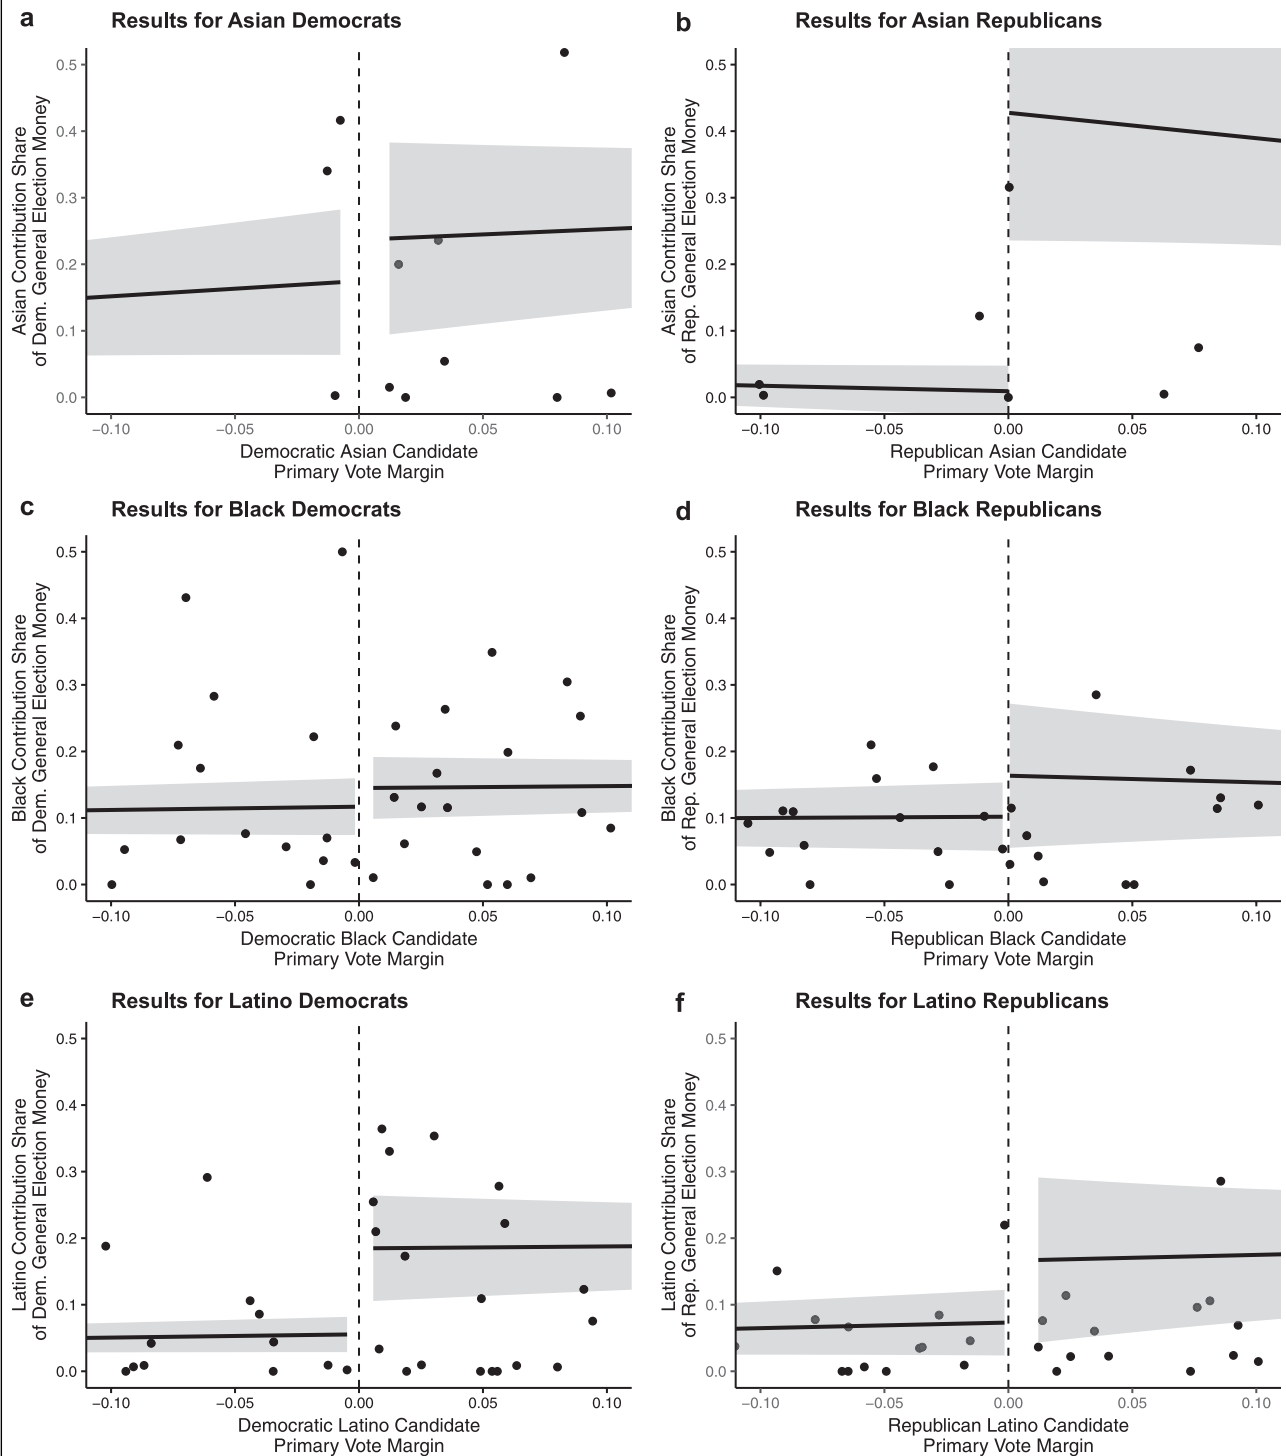 a Results for Asian Democrats
Asian Contribution Share
of Dem. General Election Money
0.5
0.4
0.3
0.2
0.1
0.0
−0.10 −0.05 0.00 0.05 0.10
Democratic Asian Candidate
Primary Vote Margin
b Results for Asian Republicans
Asian Contribution Share
of Rep. General Election Money
0.5
0.4
0.3
0.2
0.1
0.0
−0.10 −0.05 0.00 0.05 0.10
Republican Asian Candidate
Primary Vote Margin
c Results for Black Democrats
Black Contribution Share
of Dem. General Election Money
0.5
0.4
0.3
0.2
0.1
0.0
−0.10 −0.05 0.00 0.05 0.10
Democratic Black Candidate
Primary Vote Margin
d Results for Black Republicans
Black Contribution Share
of Rep. General Election Money
0.5
0.4
0.3
0.2
0.1
0.0
−0.10 −0.05 0.00 0.05 0.10
Republican Black Candidate
Primary Vote Margin
e Results for Latino Democrats
Latino Contribution Share
of Dem. General Election Money
0.5
0.4
0.3
0.2
0.1
0.0
−0.10 −0.05 0.00 0.05 0.10
Democratic Latino Candidate
Primary Vote Margin
f Results for Latino Republicans
Latino Contribution Share
of Rep. General Election Money
0.5
0.4
0.3
0.2
0.1
0.0
−0.10 −0.05 0.00 0.05 0.10
Republican Latino Candidate
Primary Vote Margin